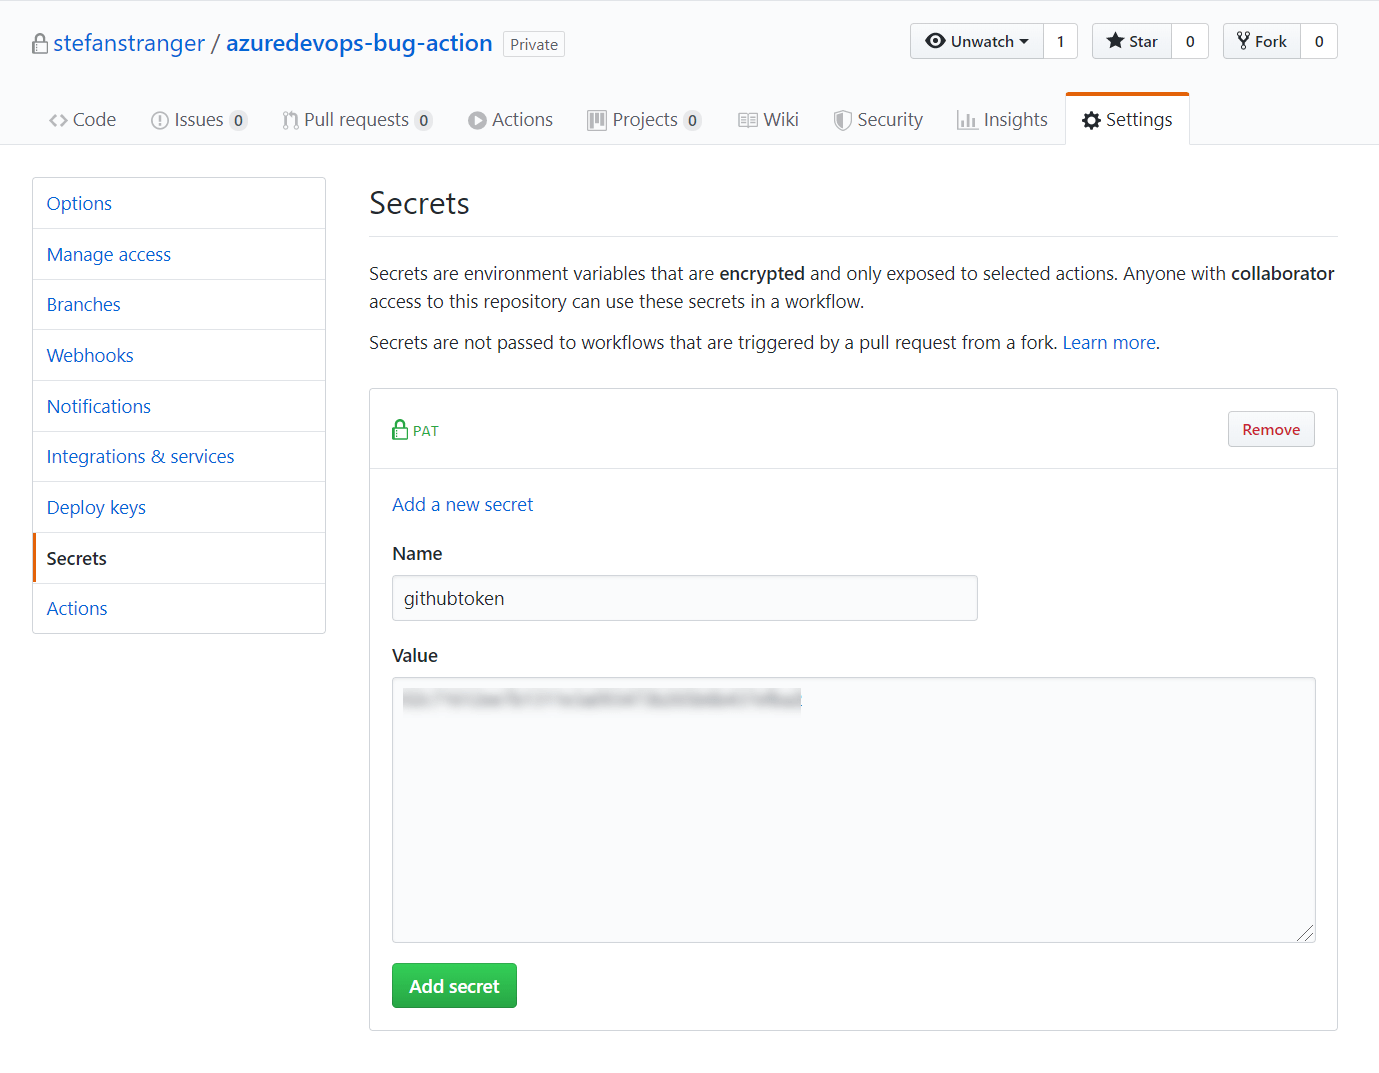 stefanstranger / azuredevops-bug-action Private
Unwatch 1 Star 0 Fork 0
Code Issues 0 Pull requests 0 Actions Projects 0 Wiki Security Insights Settings
Options
Manage access
Branches
Webhooks
Notifications
Integrations & services
Deploy keys
Secrets
Actions
Secrets
Secrets are environment variables that are encrypted and only exposed to selected actions. Anyone with collaborator
access to this repository can use these secrets in a workflow.
Secrets are not passed to workflows that are triggered by a pull request from a fork. Learn more.
PAT Remove
Add a new secret
Name
githubtoken
Value
Add secret